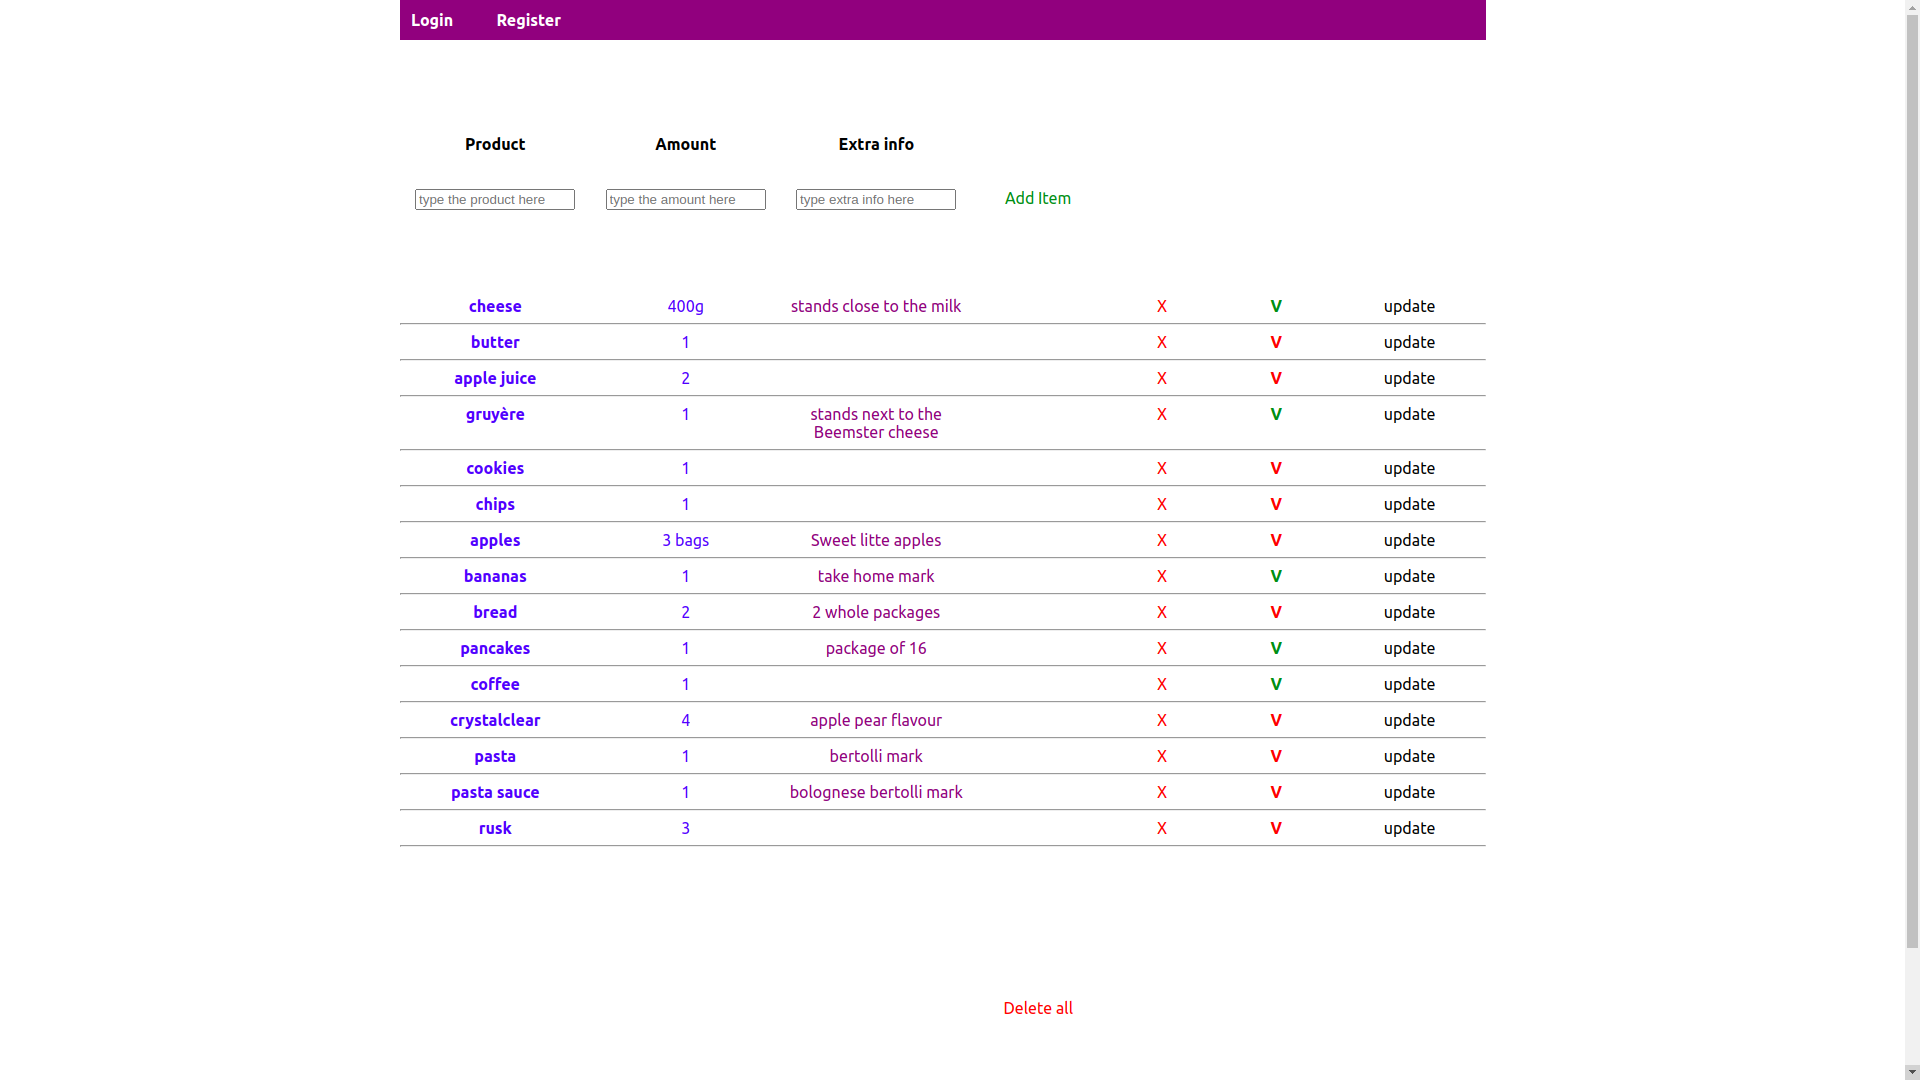 Login Register
Product Amount Extra info
type the product here type the amount here type extra info here Add Item
cheese 400g stands close to the milk X V update
butter 1 X V update
apple juice 2 X V update
gruyère 1 stands next to the X V update
Beemster cheese
cookies 1 X V update
chips 1 X V update
apples 3 bags Sweet litte apples X V update
bananas 1 take home mark X V update
bread 2 2 whole packages X V update
pancakes 1 package of 16 X V update
coffee 1 X V update
crystalclear 4 apple pear flavour X V update
pasta 1 bertolli mark X V update
pasta sauce 1 bolognese bertolli mark X V update
rusk 3 X V update
Delete all